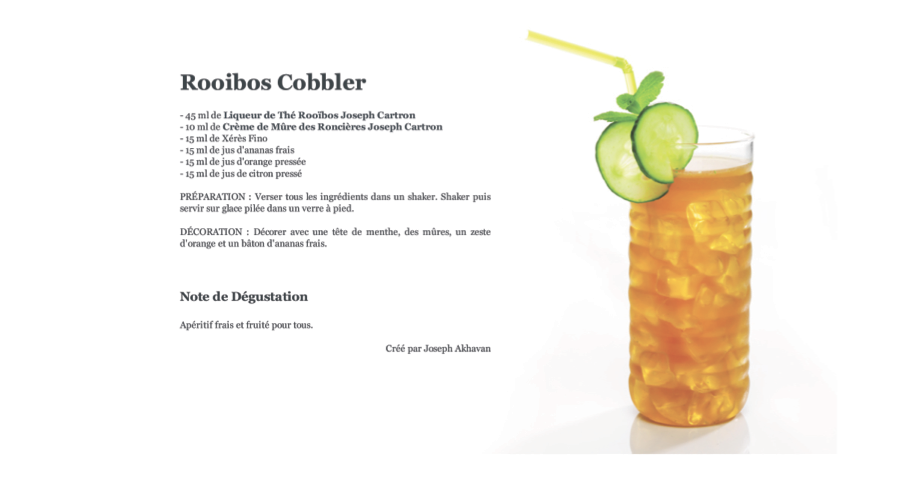 Rooibos Cobbler
- 45 ml de Liqueur de Thé Rooïbos Joseph Cartron
- 10 ml de Crème de Mûre des Roncières Joseph Cartron
- 15 ml de Xérès Fino
- 15 ml de jus d'ananas frais
- 15 ml de jus d'orange pressée
- 15 ml de jus de citron pressé
PRÉPARATION : Verser tous les ingrédients dans un shaker. Shaker puis
servir sur glace pilée dans un verre à pied.
DÉCORATION : Décorer avec une tête de menthe, des mûres, un zeste
d'orange et un bâton d'ananas frais.
Note de Dégustation
Apéritif frais et fruité pour tous.
Créé par Joseph Akhavan